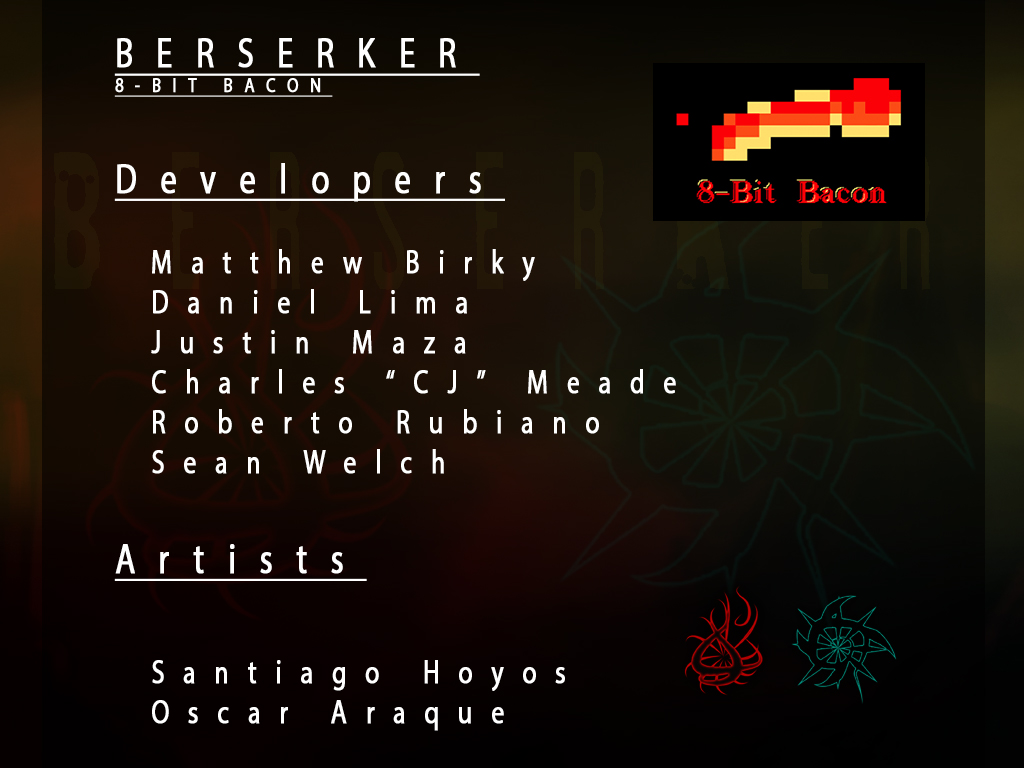 BERSERKER
8-BIT BACON
8-Bit Bacon
Developers
BERSERKER
Matthew Birky
Daniel Lima
Justin Maza
Charles “CJ” Meade
Roberto Rubiano
Sean Welch
Artists
Santiago Hoyos
Oscar Araque